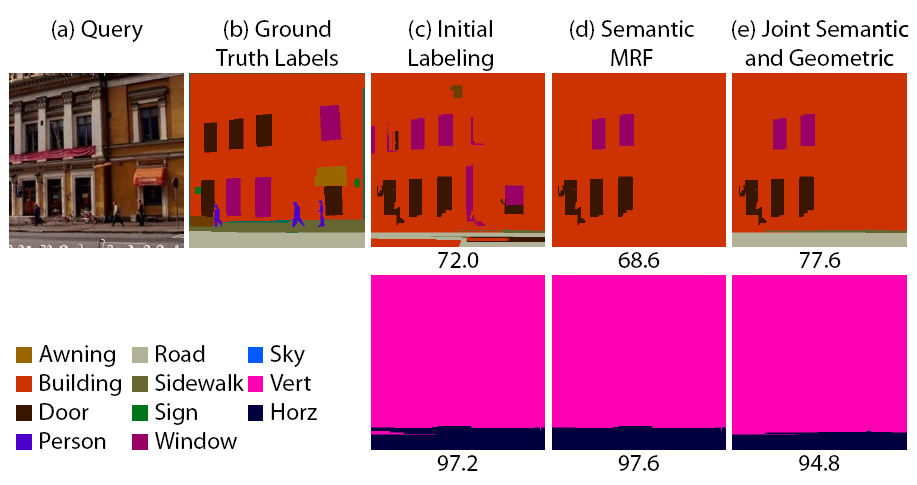 (a) Query
(b) Ground
Truth Labels
(c) Initial
Labeling
(d) Semantic
MRF
(e) Joint Semantic
and Geometric
72.0
68.6
77.6
Awning
Building
Door
Person
Road
Sidewalk
Sign
Window
Sky
Vert
Horz
97.2
97.6
94.8